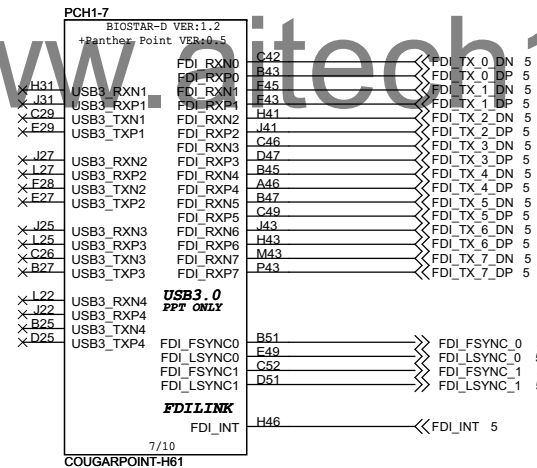 PCH1-7
BIOSTAR-D VER:1.2
+Panther Point VER:0.5
www.aitech1
H31 USB3_RXN1
J31 USB3_RXP1
C29 USB3_TXN1
E29 USB3_TXP1
J27 USB3_RXN2
L27 USB3_RXP2
F28 USB3_TXN2
E27 USB3_TXP2
J25 USB3_RXN3
L25 USB3_RXP3
C26 USB3_TXN3
B27 USB3_TXP3
L22 USB3_RXN4
J22 USB3_RXP4
B25 USB3_TXN4
D25 USB3_TXP4
FDI_RXN0 C42 FDI_TX_0_DN 5
FDI_RXP0 B43 FDI_TX_0_DP 5
FDI_RXN1 F45 FDI_TX_1_DN 5
FDI_RXP1 F43 FDI_TX_1_DP 5
FDI_RXN2 H41 FDI_TX_2_DN 5
FDI_RXP2 J41 FDI_TX_2_DP 5
FDI_RXN3 C46 FDI_TX_3_DN 5
FDI_RXP3 D47 FDI_TX_3_DP 5
FDI_RXN4 B45 FDI_TX_4_DN 5
FDI_RXP4 A46 FDI_TX_4_DP 5
FDI_RXN5 B47 FDI_TX_5_DN 5
FDI_RXP5 C49 FDI_TX_5_DP 5
FDI_RXN6 J43 FDI_TX_6_DN 5
FDI_RXP6 H43 FDI_TX_6_DP 5
FDI_RXN7 M43 FDI_TX_7_DN 5
FDI_RXP7 P43 FDI_TX_7_DP 5
USB3.0
PPT ONLY
FDI_FSYNC0 B51 FDI_FSYNC_0
FDI_LSYNC0 E49 FDI_LSYNC_0 5
FDI_FSYNC1 C52 FDI_FSYNC_1
FDI_LSYNC1 D51 FDI_LSYNC_1 5
FDILINK
FDI_INT H46 FDI_INT 5
7/10
COUGARPOINT-H61